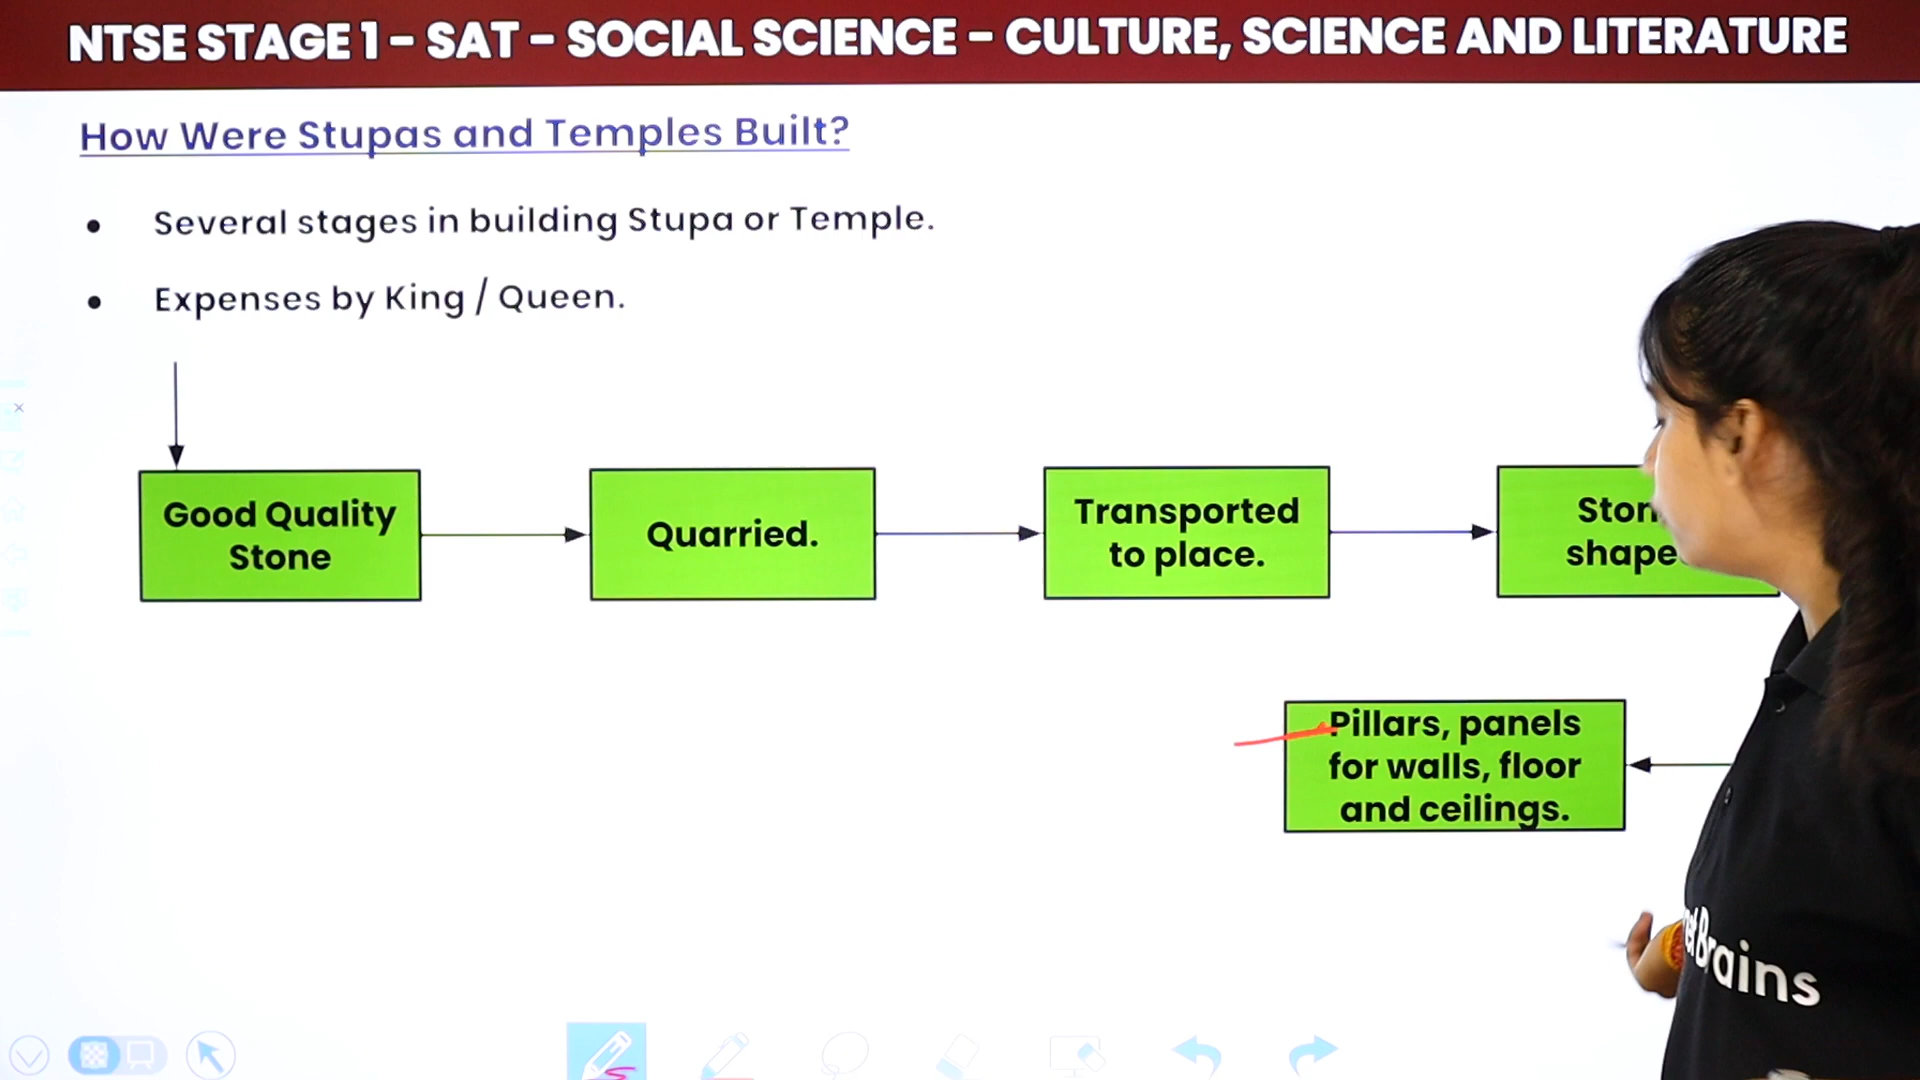 NTSE STAGE 1 - SAT - SOCIAL SCIENCE - CULTURE, SCIENCE AND LITERATURE
How Were Stupas and Temples Built?
• Several stages in building Stupa or Temple.
• Expenses by King / Queen.
Good Quality
Stone
Quarried.
Transported
to place.
Pillars, panels
for walls, floor
and ceilings.
Brains